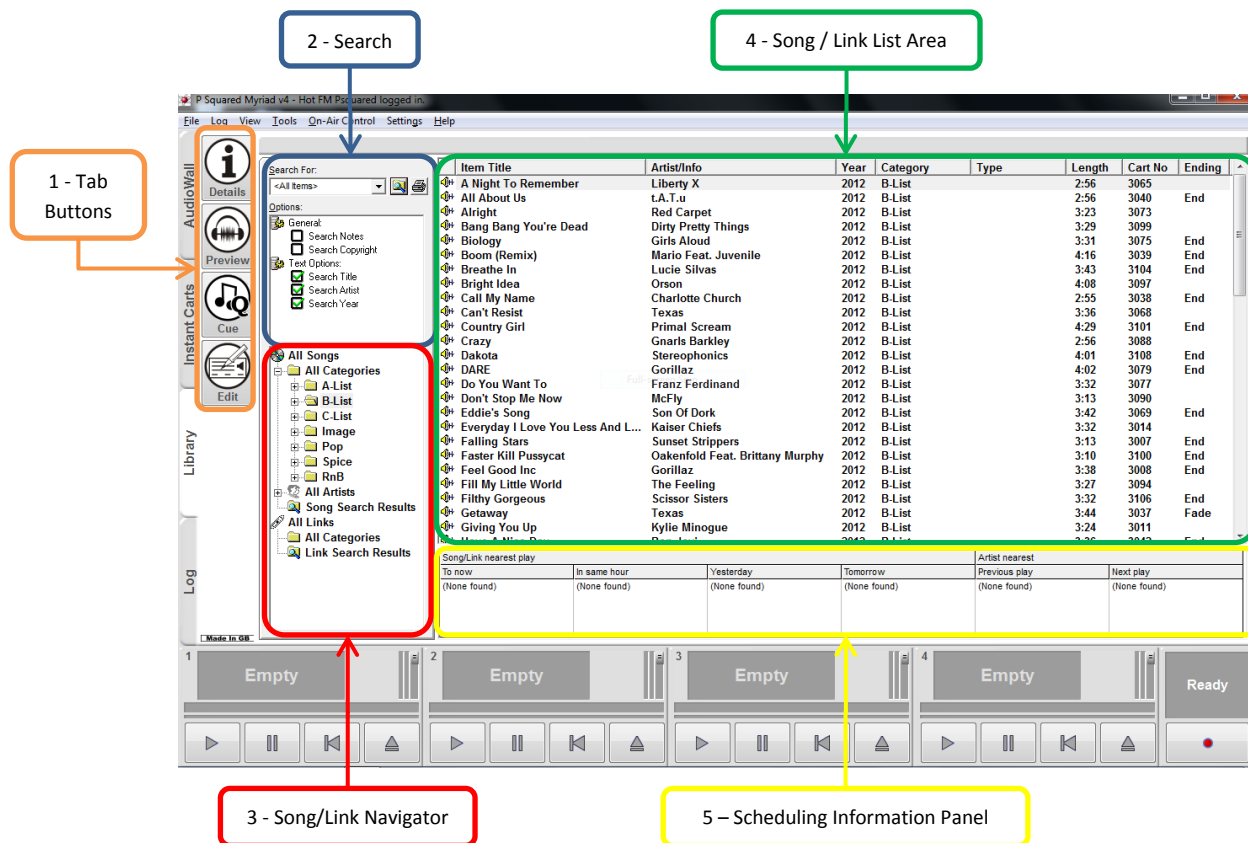 2 - Search
4 - Song / Link List Area
1 - Tab
Buttons
P Squared Myriad v4 - Hot FM Psquared logged in.
File Log View Tools On-Air Control Settings Help
AudioWall
Instant Carts
Library
Log
Details
Preview
Cue
Edit
Made In GB
Search For:
<All Items>
Options:
General:
Search Notes
Search Copyright
Text Options:
Search Title
Search Artist
Search Year
All Songs
All Categories
A-List
B-List
C-List
Image
Pop
Spice
RnB
All Artists
Song Search Results
All Links
All Categories
Link Search Results
Item Title Artist/Info Year Category Type Length Cart No Ending
A Night To Remember Liberty X 2012 B-List 2:56 3065
All About Us t.A.T.u 2012 B-List 2:56 3040 End
Alright Red Carpet 2012 B-List 3:23 3073
Bang Bang You're Dead Dirty Pretty Things 2012 B-List 3:29 3099
Biology Girls Aloud 2012 B-List 3:31 3075 End
Boom (Remix) Mario Feat. Juvenile 2012 B-List 4:16 3039 End
Breathe In Lucie Silvas 2012 B-List 3:43 3104 End
Bright Idea Orson 2012 B-List 4:08 3097
Call My Name Charlotte Church 2012 B-List 2:55 3038 End
Can't Resist Texas 2012 B-List 3:36 3068
Country Girl Primal Scream 2012 B-List 4:29 3101 End
Crazy Gnarls Barkley 2012 B-List 2:56 3088
Dakota Stereophonics 2012 B-List 4:01 3108 End
DARE Gorillaz 2012 B-List 4:02 3079 End
Do You Want To Franz Ferdinand 2012 B-List 3:32 3077
Don't Stop Me Now McFly 2012 B-List 3:13 3090
Eddie's Song Son Of Dork 2012 B-List 3:42 3069 End
Everyday I Love You Less And L... Kaiser Chiefs 2012 B-List 3:32 3014
Falling Stars Sunset Strippers 2012 B-List 3:13 3007 End
Faster Kill Pussycat Oakenfold Feat. Brittany Murphy 2012 B-List 3:10 3100 End
Feel Good Inc Gorillaz 2012 B-List 3:38 3008 End
Fill My Little World The Feeling 2012 B-List 3:27 3094
Filthy Gorgeous Scissor Sisters 2012 B-List 3:32 3106 End
Getaway Texas 2012 B-List 3:44 3037 Fade
Giving You Up Kylie Minogue 2012 B-List 3:24 3011
Song/Link nearest play Artist nearest
To now In same hour Yesterday Tomorrow Previous play Next play
(None found) (None found) (None found) (None found) (None found) (None found)
1 Empty 2 Empty 3 Empty 4 Empty Ready
3 - Song/Link Navigator
5 – Scheduling Information Panel